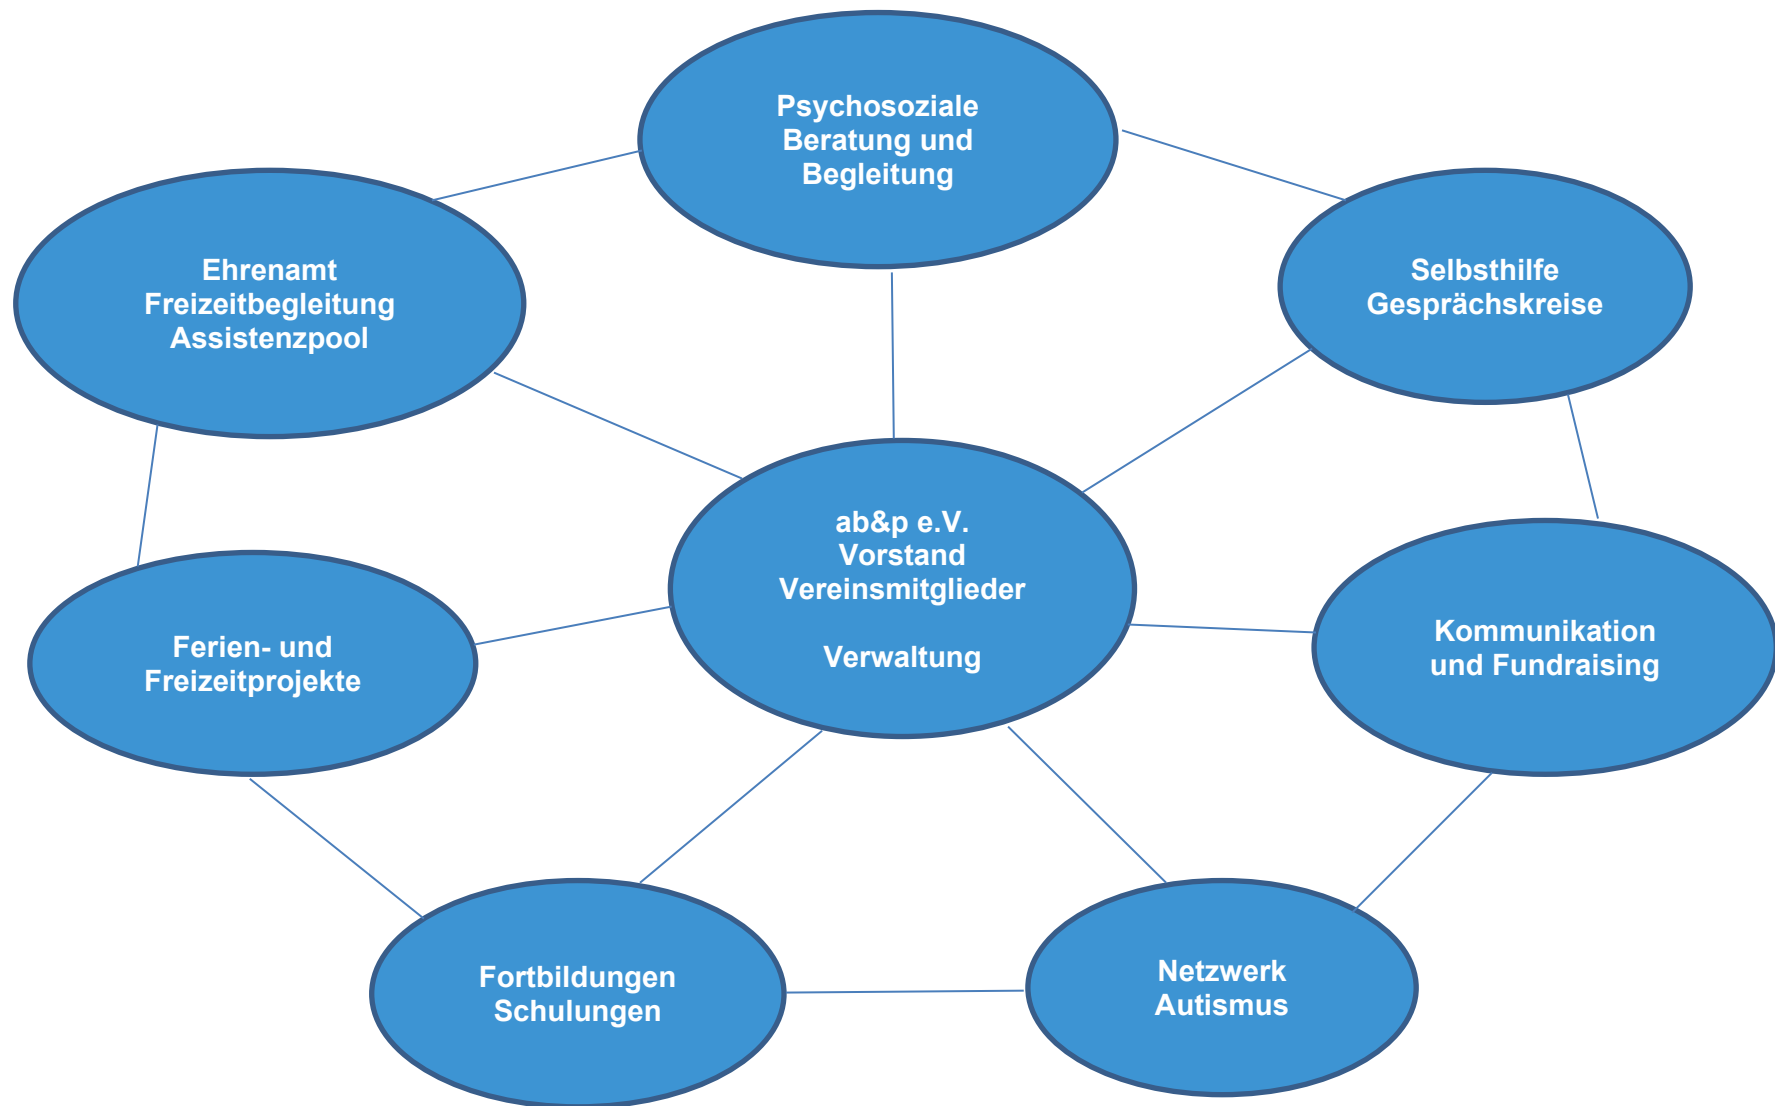 Psychosoziale
Beratung und
Begleitung
Ehrenamt
Freizeitbegleitung
Assistenzpool
Selbsthilfe
Gesprächskreise
ab&p e.V.
Vorstand
Vereinsmitglieder
Verwaltung
Ferien- und
Freizeitprojekte
Kommunikation
und Fundraising
Fortbildungen
Schulungen
Netzwerk
Autismus